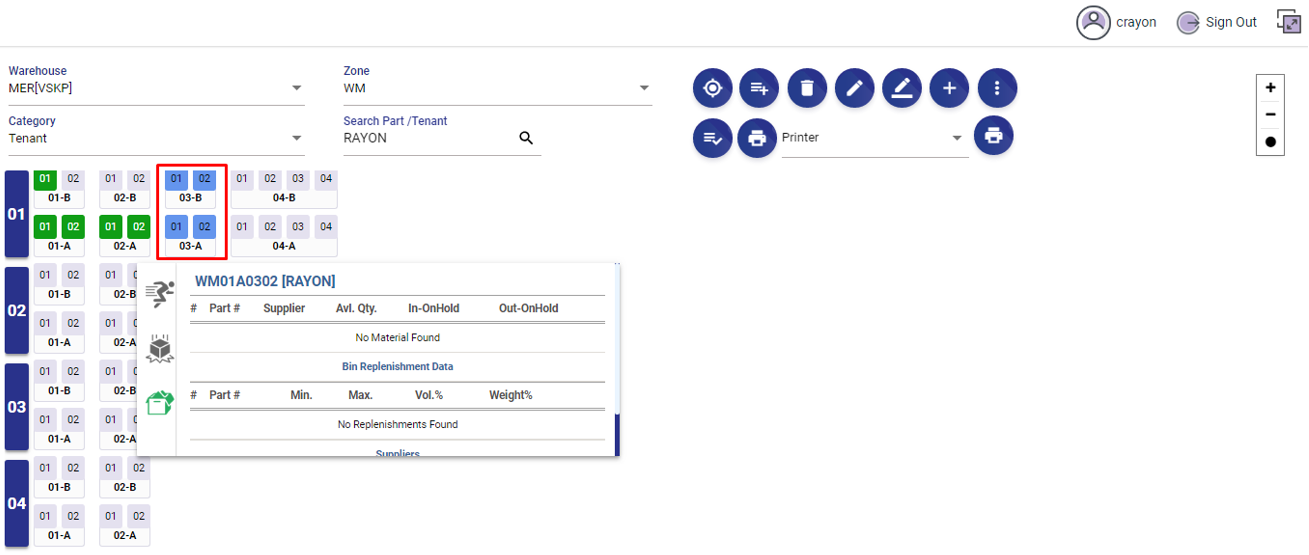 crayon Sign Out
Warehouse Zone
MER[VSKP] WM
Category Search Part /Tenant
Tenant RAYON Printer
01 02 01 02 01 02 01 02 03 04
01-B 02-B 03-B 04-B
01
01 02 01 02 01 02 01 02 03 04
01-A 02-A 03-A 04-A
01 02 01 02
01-B 02-B
02
01 02 01 02
01-A 02-A
01 02 01
01-B 02-B
03
01 02 01
01-A 02-A
WM01A0302 [RAYON]
# Part # Supplier Avl. Qty. In-OnHold Out-OnHold
No Material Found
Bin Replenishment Data
# Part # Min. Max. Vol.% Weight%
No Replenishments Found
Suppliers
01 02 01 02
01-B 02-B
04
01 02 01 02
01-A 02-A